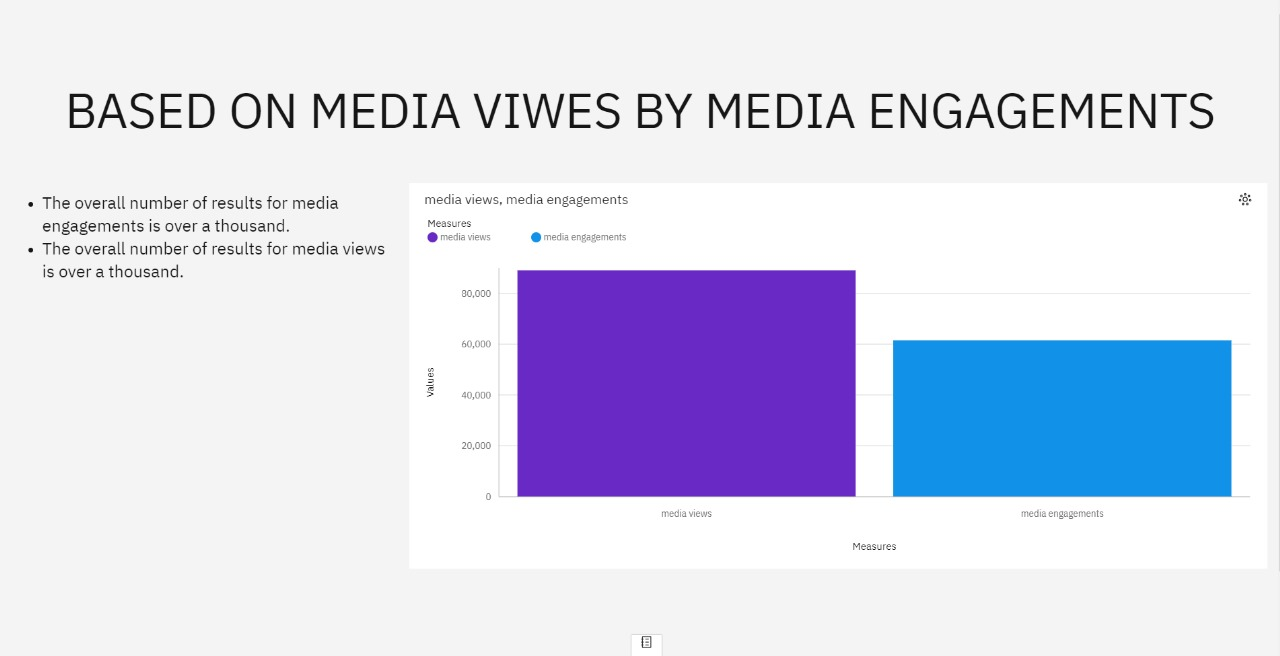 BASED ON MEDIA VIWES BY MEDIA ENGAGEMENTS
• The overall number of results for media
engagements is over a thousand.
• The overall number of results for media views
is over a thousand.
media views, media engagements
Measures
media views media engagements
80,000
60,000
40,000
20,000
0
Values
media views media engagements
Measures